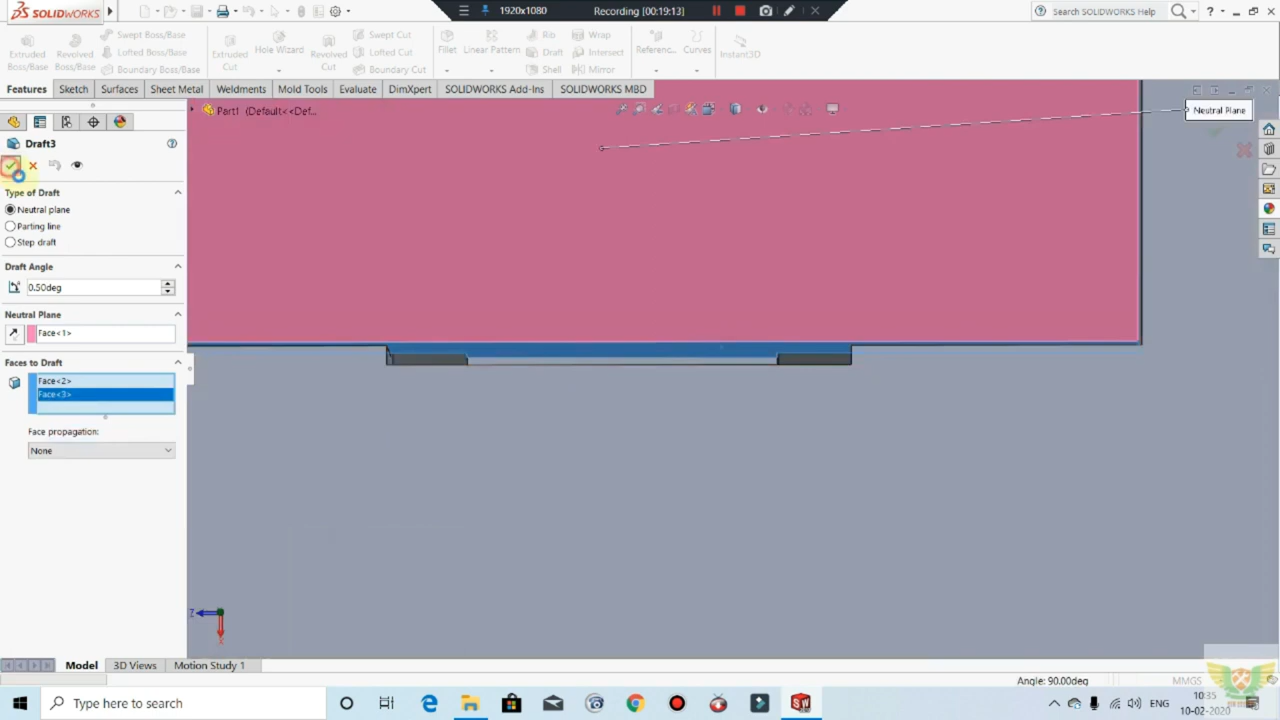 SOLIDWORKS
1920x1080
Recording [00:19:13]
Search SOLIDWORKS Help
Extruded Boss/Base
Revolved Boss/Base
Swept Boss/Base
Lofted Boss/Base
Boundary Boss/Base
Extruded Cut
Hole Wizard
Revolved Cut
Swept Cut
Lofted Cut
Boundary Cut
Fillet
Linear Pattern
Rib
Draft
Shell
Wrap
Intersect
Mirror
Referenc...
Curves
Instant3D
Features
Sketch
Surfaces
Sheet Metal
Weldments
Mold Tools
Evaluate
DimXpert
SOLIDWORKS Add-Ins
SOLIDWORKS MBD
Part1 (Default<<Def...
Neutral Plane
Draft3
Type of Draft
Neutral plane
Parting line
Step draft
Draft Angle
0.50deg
Neutral Plane
Face<1>
Faces to Draft
Face<2>
Face<3>
Face propagation:
None
Z
X
Model
3D Views
Motion Study 1
Angle: 90.00deg
MMGS
Type here to search
ENG
10:35
10-02-2020